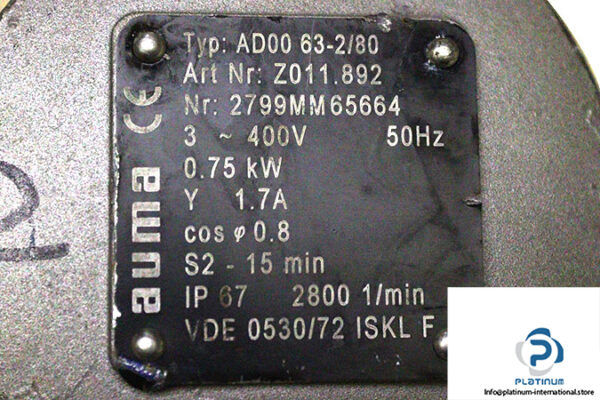 Typ: AD00 63-2/80
Art Nr: Z011.892
Nr: 2799MM65664
3 ~ 400V 50Hz
0.75 kW
Y 1.7A
cos φ 0.8
S2 - 15 min
IP 67 2800 1/min
VDE 0530/72 ISKL F
CE
auma
PLATINUM
Info@platinum-international.store